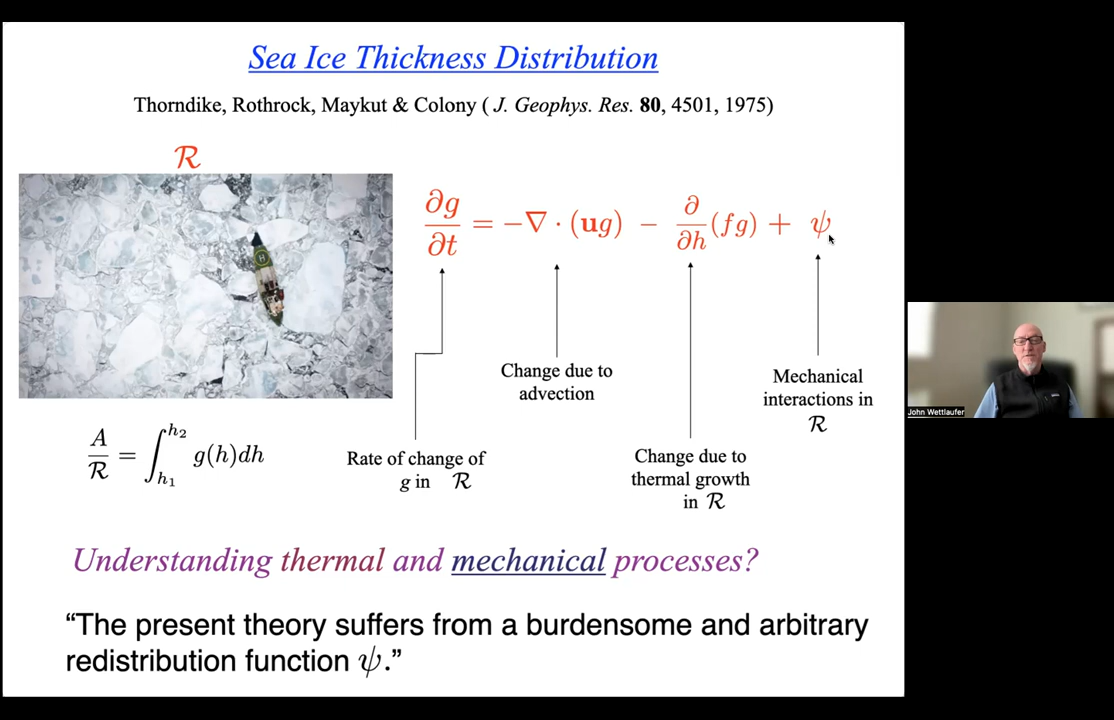 Sea Ice Thickness Distribution
Thorndike, Rothrock, Maykut & Colony ( J. Geophys. Res. 80, 4501, 1975)
ℛ
∂g/∂t = −∇ · (ug) − ∂/∂h (fg) + ψ
H
Change due to
advection
Mechanical
interactions in
ℛ
A/ℛ = ∫_{h₁}^{h₂} g(h)dh
Rate of change of
g in ℛ
Change due to
thermal growth
in ℛ
Understanding thermal and mechanical processes?
“The present theory suffers from a burdensome and arbitrary
redistribution function ψ.”
John Wettlaufer